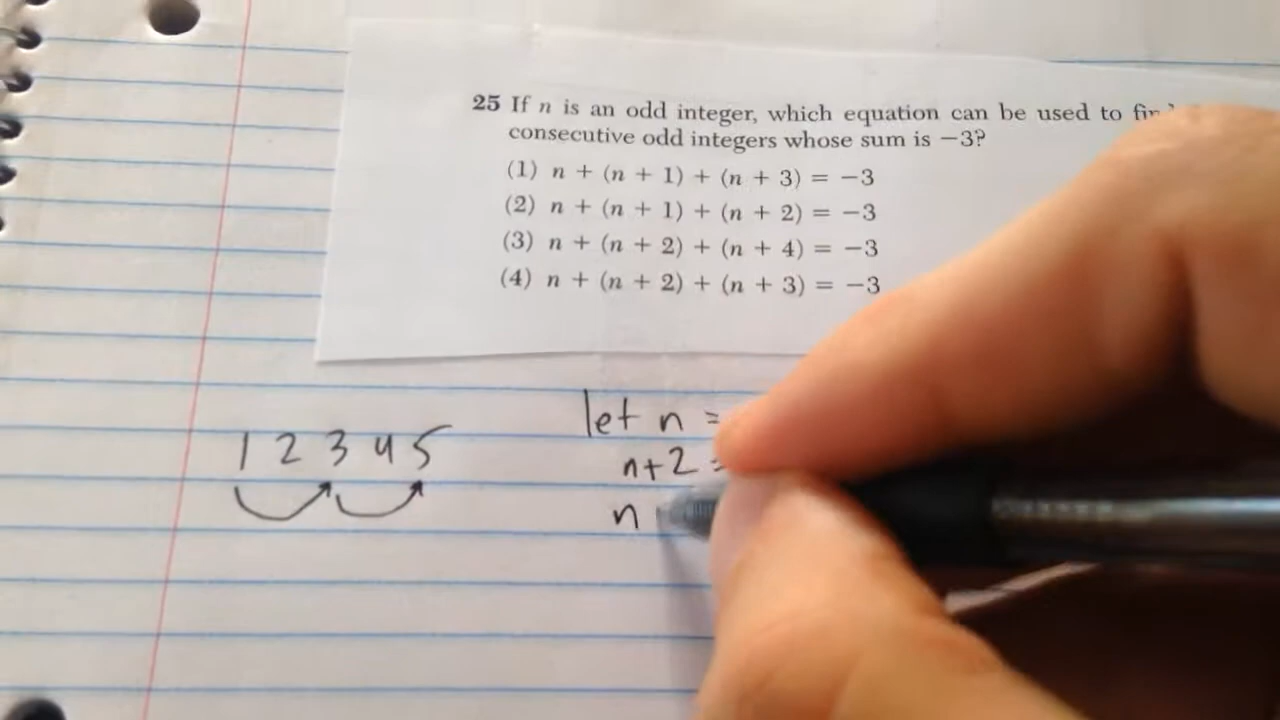 25 If n is an odd integer, which equation can be used to
consecutive odd integers whose sum is −3?
(1) n + (n + 1) + (n + 3) = −3
(2) n + (n + 1) + (n + 2) = −3
(3) n + (n + 2) + (n + 4) = −3
(4) n + (n + 2) + (n + 3) = −3
let n =
1 2 3 4 5
n+2 =
n